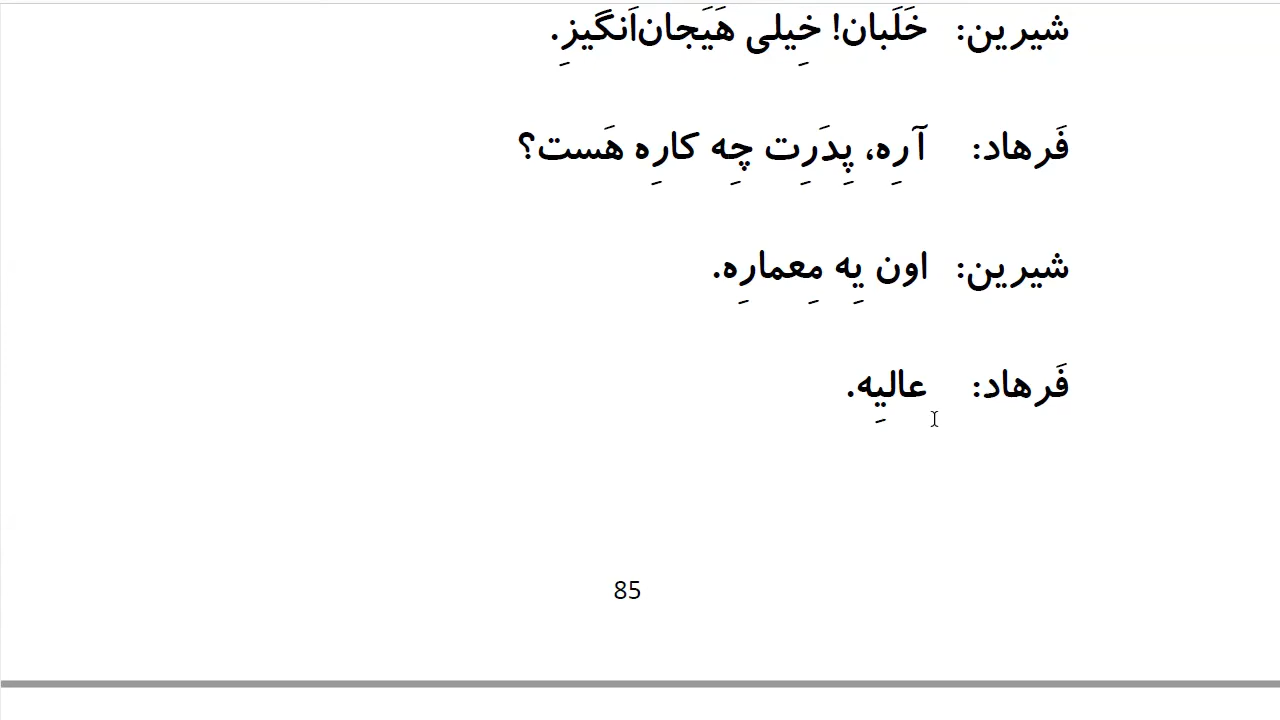 شیرین: خَلَبان! خِیلی هَیَجان‌اَنگیزِ.
فَرهاد: آرِه، پِدَرِت چِه کارِه هَست؟
شیرین: اون یِه مِعمارِه.
فَرهاد: عالیِه.
85